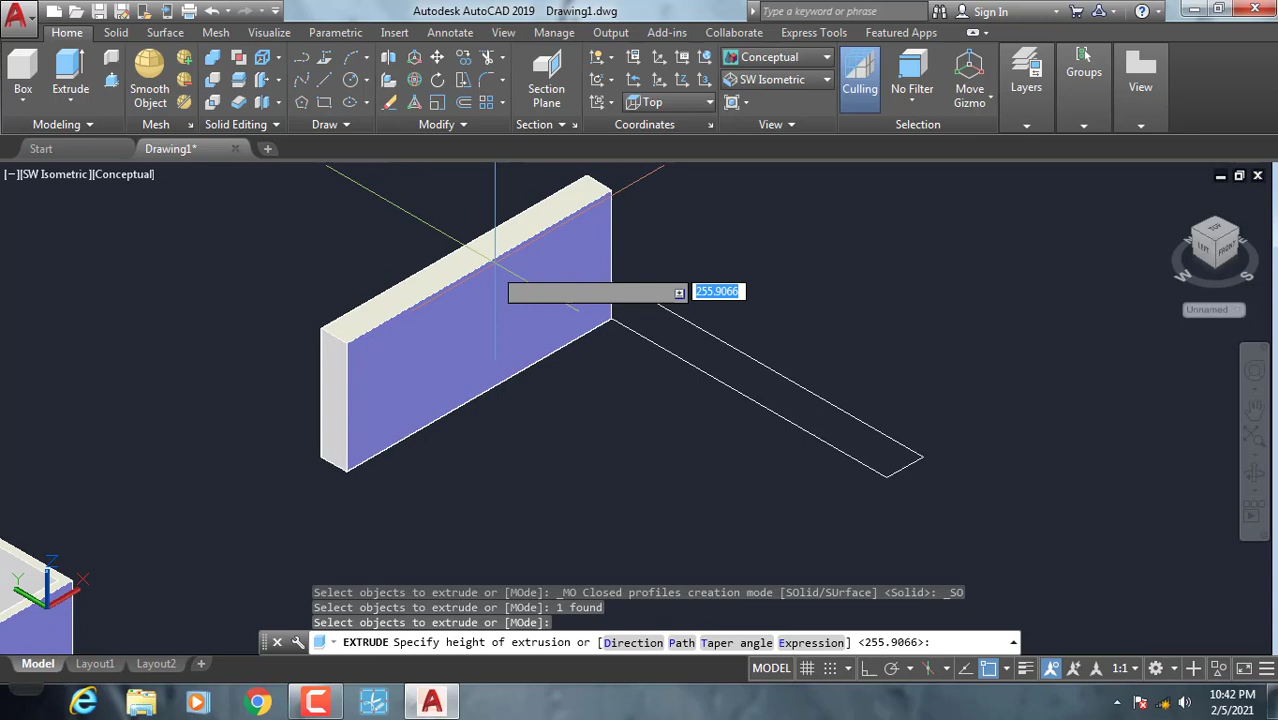 Autodesk AutoCAD 2019 Drawing1.dwg
Type a keyword or phrase
Sign In
Home Solid Surface Mesh Visualize Parametric Insert Annotate View Manage Output Add-ins Collaborate Express Tools Featured Apps
Box
Extrude
Smooth
Object
Section
Plane
Conceptual
SW Isometric
Top
Culling
No Filter
Move
Gizmo
Layers
Groups
View
Modeling Mesh Solid Editing Draw Modify Section Coordinates View Selection
Start Drawing1*
[−][SW Isometric][Conceptual]
TOP
LEFT FRONT
W S
Unnamed
255.9066
Z
Y X
Select objects to extrude or [MOde]: _MO Closed profiles creation mode [SOlid/SUrface] <Solid>: _SO
Select objects to extrude or [MOde]: 1 found
Select objects to extrude or [MOde]:
EXTRUDE Specify height of extrusion or [Direction Path Taper angle Expression] <255.9066>:
Model Layout1 Layout2
MODEL 1:1
10:42 PM
2/5/2021